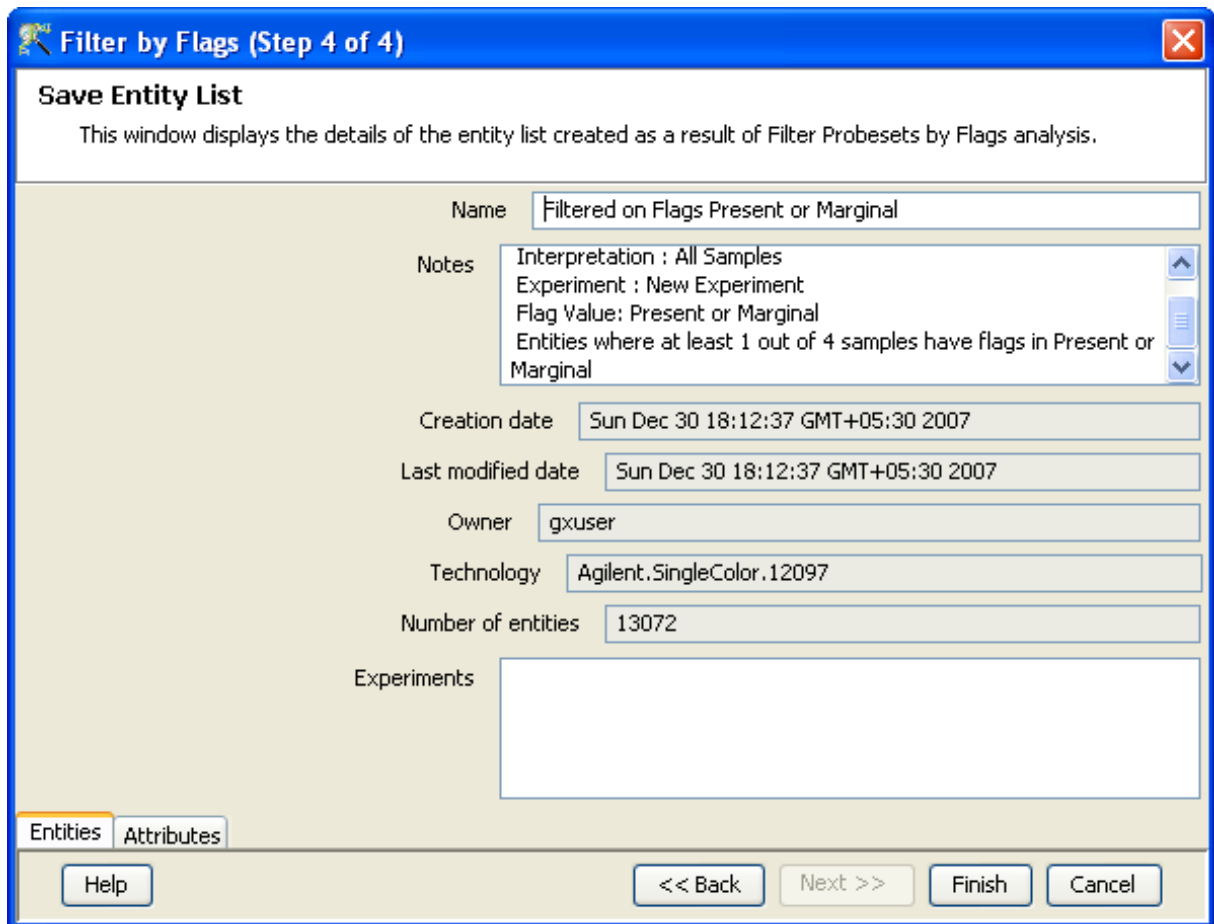 Filter by Flags (Step 4 of 4)
Save Entity List
This window displays the details of the entity list created as a result of Filter Probesets by Flags analysis.
Name Filtered on Flags Present or Marginal
Notes Interpretation : All Samples
Experiment : New Experiment
Flag Value: Present or Marginal
Entities where at least 1 out of 4 samples have flags in Present or
Marginal
Creation date Sun Dec 30 18:12:37 GMT+05:30 2007
Last modified date Sun Dec 30 18:12:37 GMT+05:30 2007
Owner gxuser
Technology Agilent.SingleColor.12097
Number of entities 13072
Experiments
Entities Attributes
Help << Back Next >> Finish Cancel